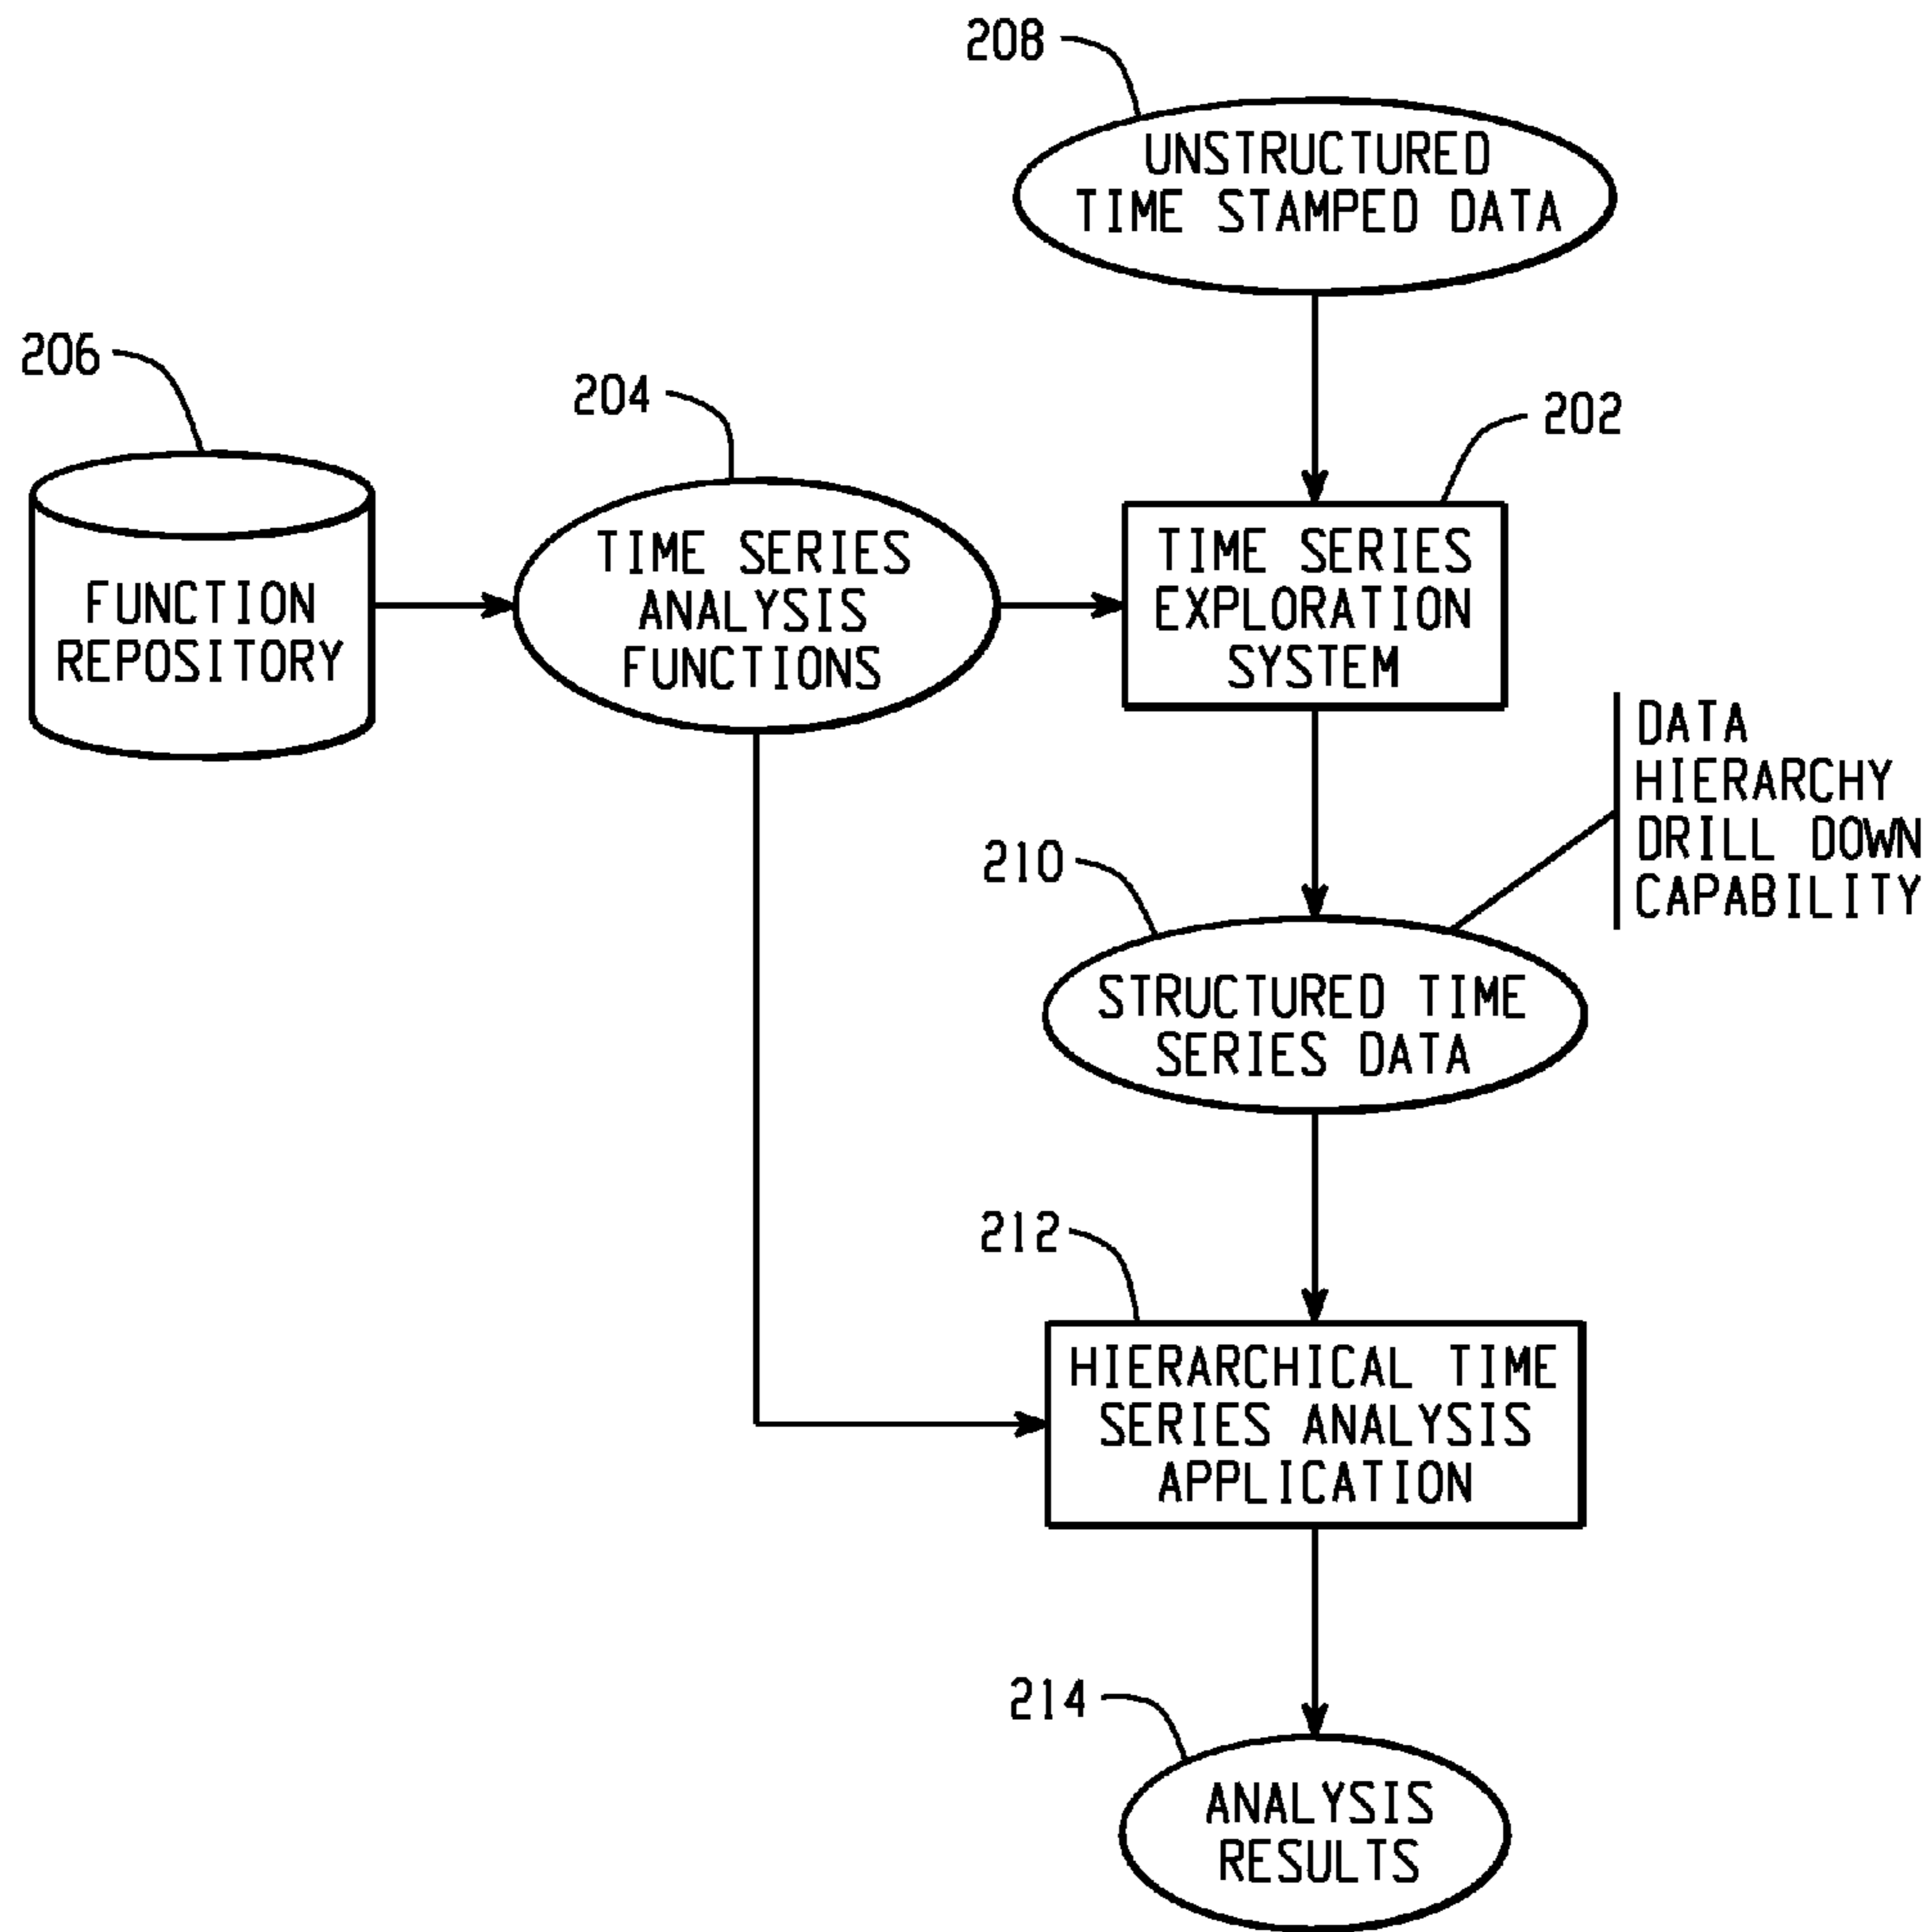 208
UNSTRUCTURED
TIME STAMPED DATA
206
204
202
FUNCTION
REPOSITORY
TIME SERIES
ANALYSIS
FUNCTIONS
TIME SERIES
EXPLORATION
SYSTEM
DATA
HIERARCHY
DRILL DOWN
CAPABILITY
210
STRUCTURED TIME
SERIES DATA
212
HIERARCHICAL TIME
SERIES ANALYSIS
APPLICATION
214
ANALYSIS
RESULTS